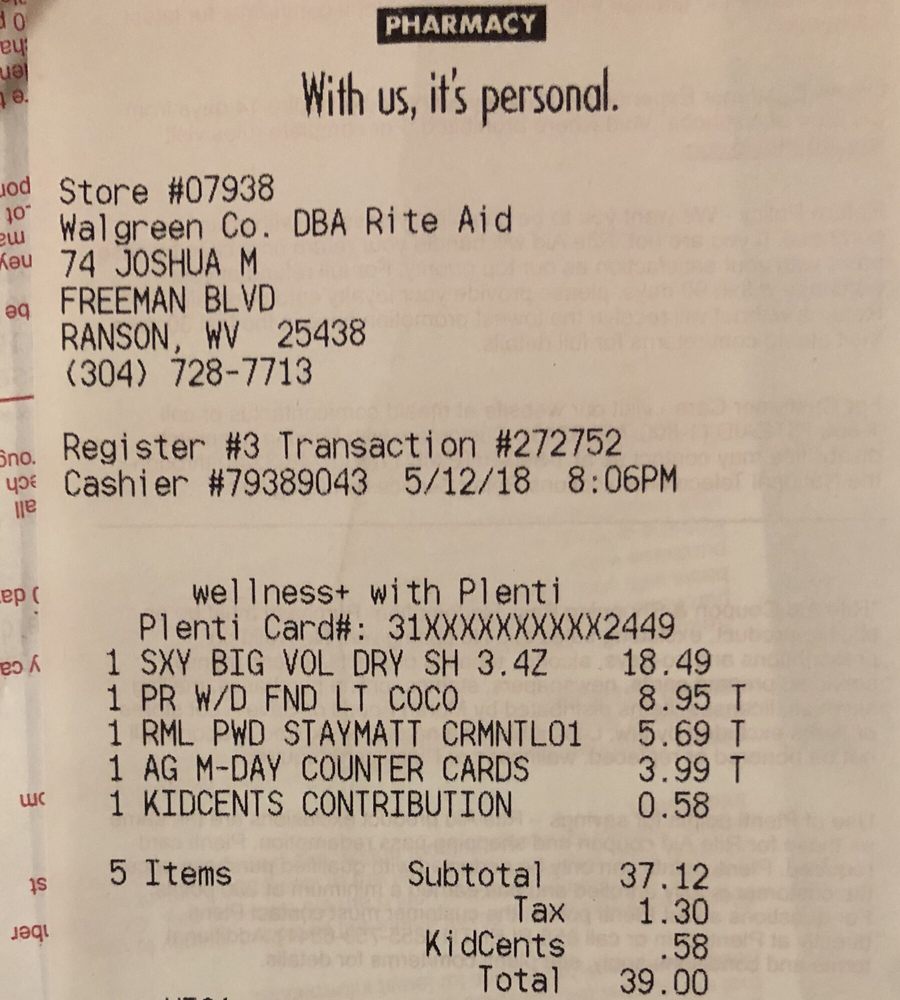 PHARMACY
With us, it's personal.
Store #07938
Walgreen Co. DBA Rite Aid
74 JOSHUA M
FREEMAN BLVD
RANSON, WV 25438
(304) 728-7713
Register #3 Transaction #272752
Cashier #79389043 5/12/18 8:06PM
wellness+ with Plenti
Plenti Card#: 31XXXXXXXXXX2449
1 SXY BIG VOL DRY SH 3.4Z 18.49
1 PR W/D FND LT COCO 8.95 T
1 RML PWD STAYMATT CRMNTL01 5.69 T
1 AG M-DAY COUNTER CARDS 3.99 T
1 KIDCENTS CONTRIBUTION 0.58
5 Items Subtotal 37.12
Tax 1.30
KidCents .58
Total 39.00